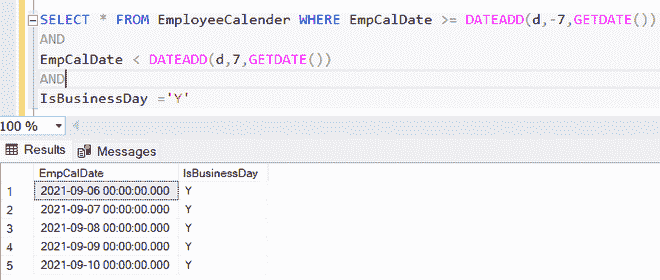 SELECT * FROM EmployeeCalender WHERE EmpCalDate >= DATEADD(d,-7,GETDATE())
AND
EmpCalDate < DATEADD(d,7,GETDATE())
AND
IsBusinessDay ='Y'
100 %
Results Messages
EmpCalDate IsBusinessDay
1 2021-09-06 00:00:00.000 Y
2 2021-09-07 00:00:00.000 Y
3 2021-09-08 00:00:00.000 Y
4 2021-09-09 00:00:00.000 Y
5 2021-09-10 00:00:00.000 Y